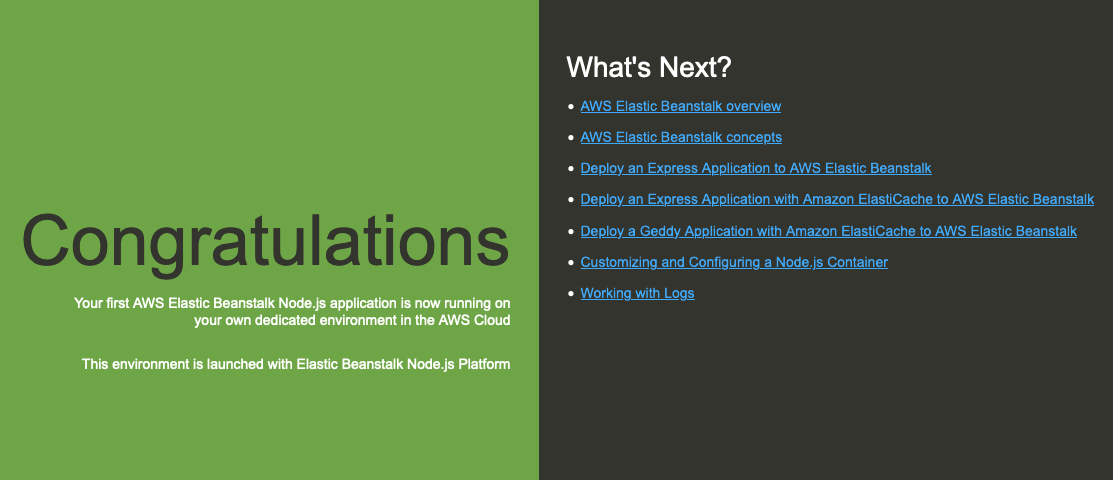 Congratulations
Your first AWS Elastic Beanstalk Node.js application is now running on
your own dedicated environment in the AWS Cloud
This environment is launched with Elastic Beanstalk Node.js Platform
What's Next?
AWS Elastic Beanstalk overview
AWS Elastic Beanstalk concepts
Deploy an Express Application to AWS Elastic Beanstalk
Deploy an Express Application with Amazon ElastiCache to AWS Elastic Beanstalk
Deploy a Geddy Application with Amazon ElastiCache to AWS Elastic Beanstalk
Customizing and Configuring a Node.js Container
Working with Logs